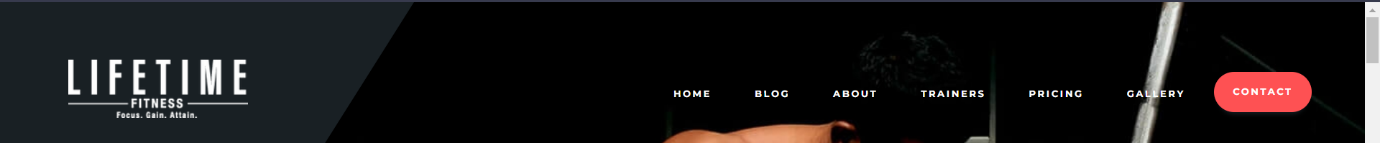 LIFETIME
FITNESS
Focus. Gain. Attain.
HOME BLOG ABOUT TRAINERS PRICING GALLERY CONTACT